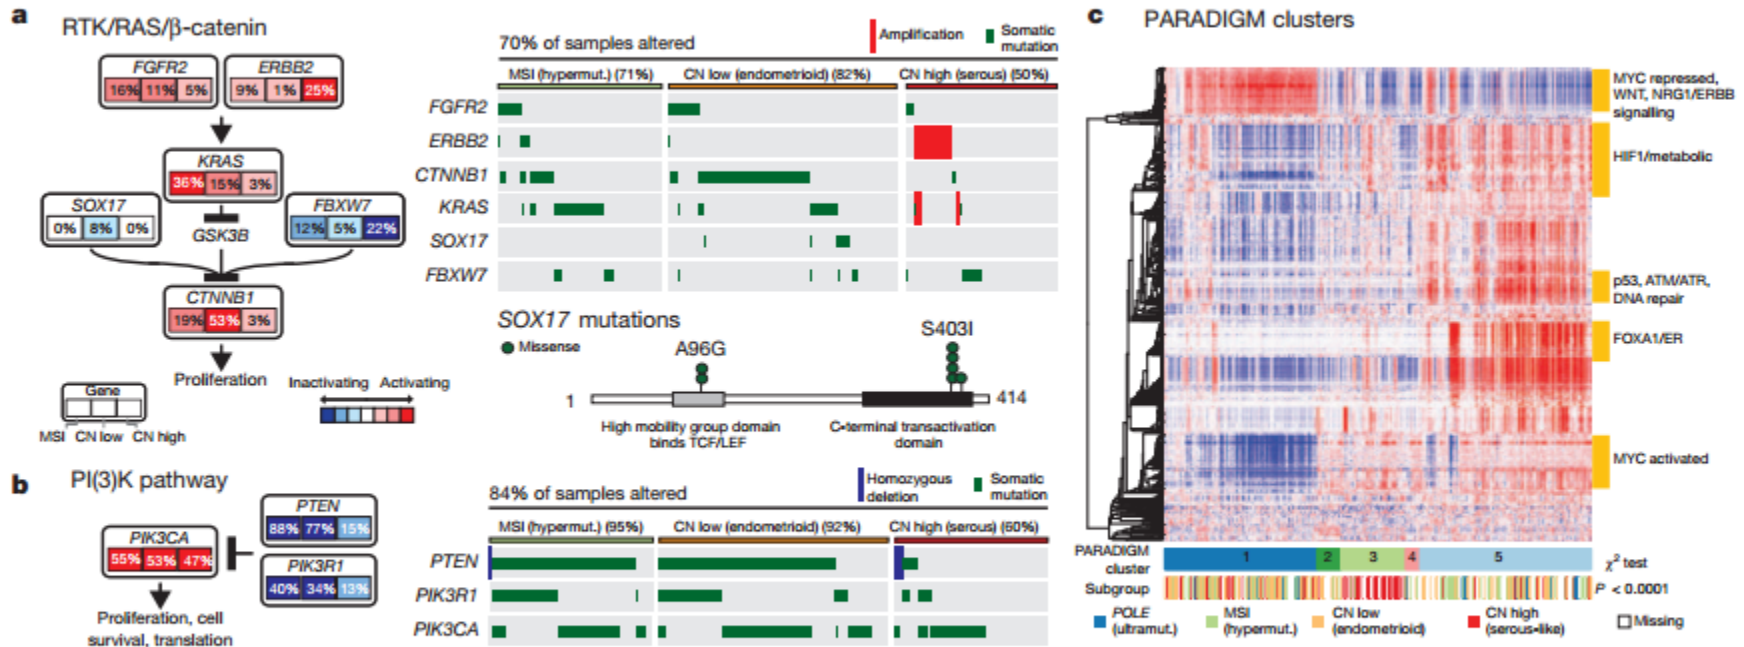 a
RTK/RAS/β-catenin
FGFR2
16% 11% 5%
ERBB2
9% 1% 25%
KRAS
36% 15% 3%
SOX17
0% 8% 0%
GSK3B
FBXW7
12% 5% 22%
CTNNB1
19% 53% 3%
Proliferation
Gene
MSI CN low CN high
Inactivating Activating
70% of samples altered
Amplification
Somatic
mutation
MSI (hypermut.) (71%)
CN low (endometrioid) (82%)
CN high (serous) (50%)
FGFR2
ERBB2
CTNNB1
KRAS
SOX17
FBXW7
SOX17 mutations
Missense
A96G
S403I
1
414
High mobility group domain
binds TCF/LEF
C-terminal transactivation
domain
b
PI(3)K pathway
PTEN
88% 77% 15%
PIK3CA
55% 53% 47%
PIK3R1
40% 34% 13%
Proliferation, cell
survival, translation
84% of samples altered
Homozygous
deletion
Somatic
mutation
MSI (hypermut.) (95%)
CN low (endometrioid) (92%)
CN high (serous) (60%)
PTEN
PIK3R1
PIK3CA
c
PARADIGM clusters
MYC repressed,
WNT, NRG1/ERBB
signalling
HIF1/metabolic
p53, ATM/ATR,
DNA repair
FOXA1/ER
MYC activated
PARADIGM
cluster
1 2 3 4 5
χ² test
Subgroup
P < 0.0001
POLE
(ultramut.)
MSI
(hypermut.)
CN low
(endometrioid)
CN high
(serous-like)
Missing